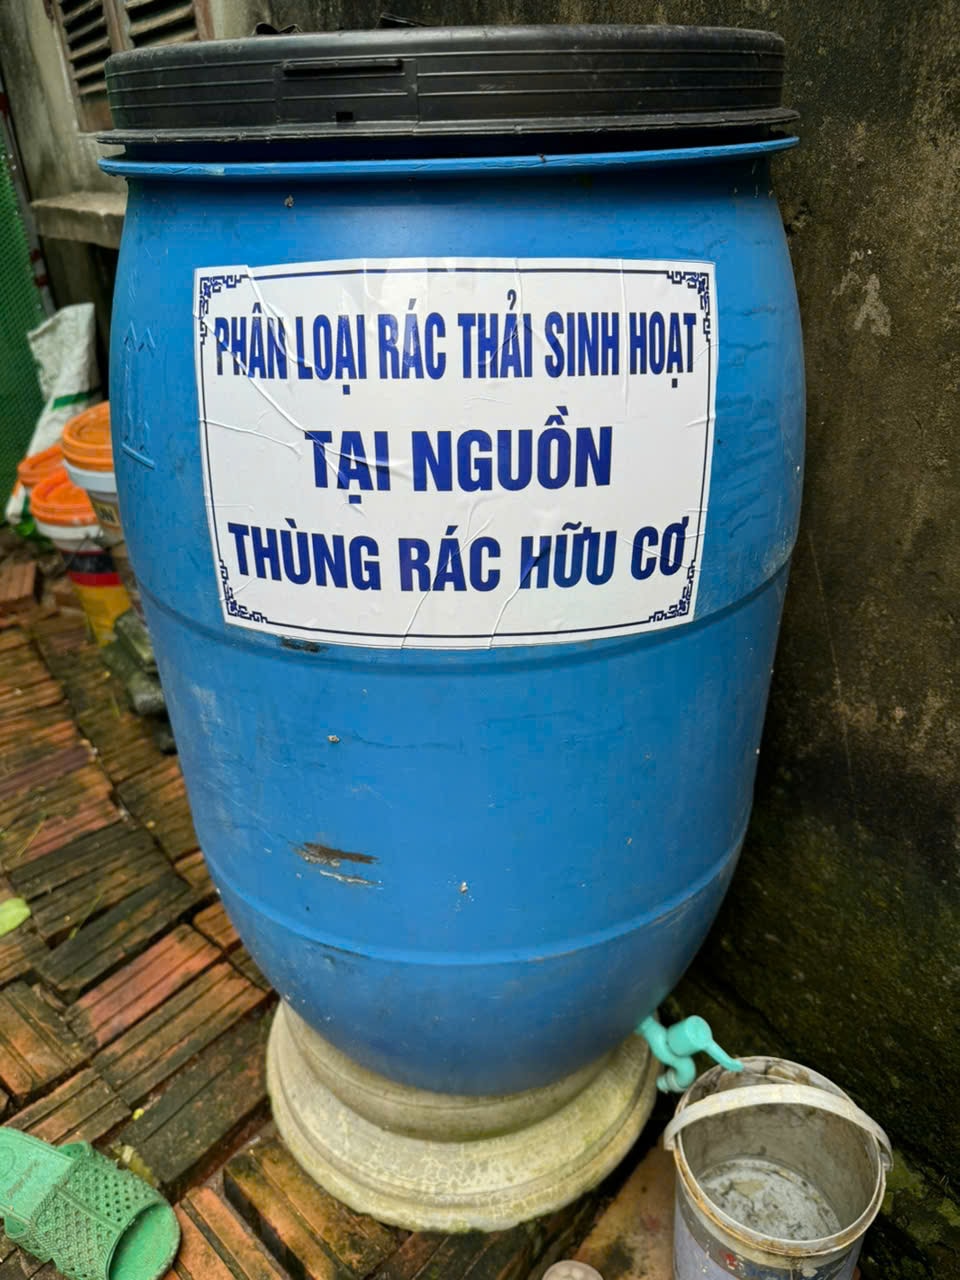 PHÂN LOẠI RÁC THẢI SINH HOẠT
TẠI NGUỒN
THÙNG RÁC HỮU CƠ